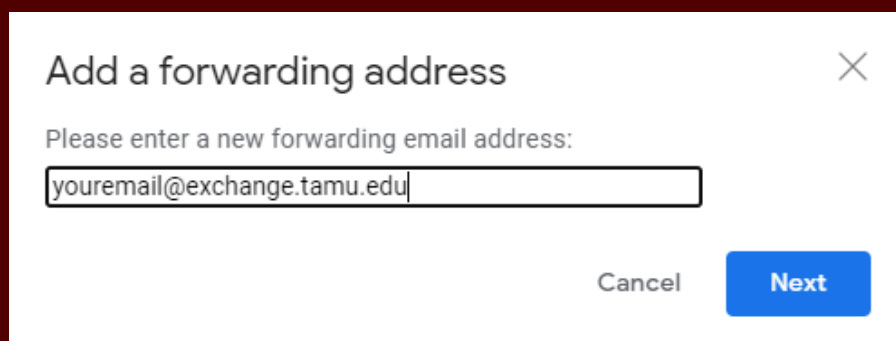 Add a forwarding address
Please enter a new forwarding email address:
youremail@exchange.tamu.edu
Cancel Next